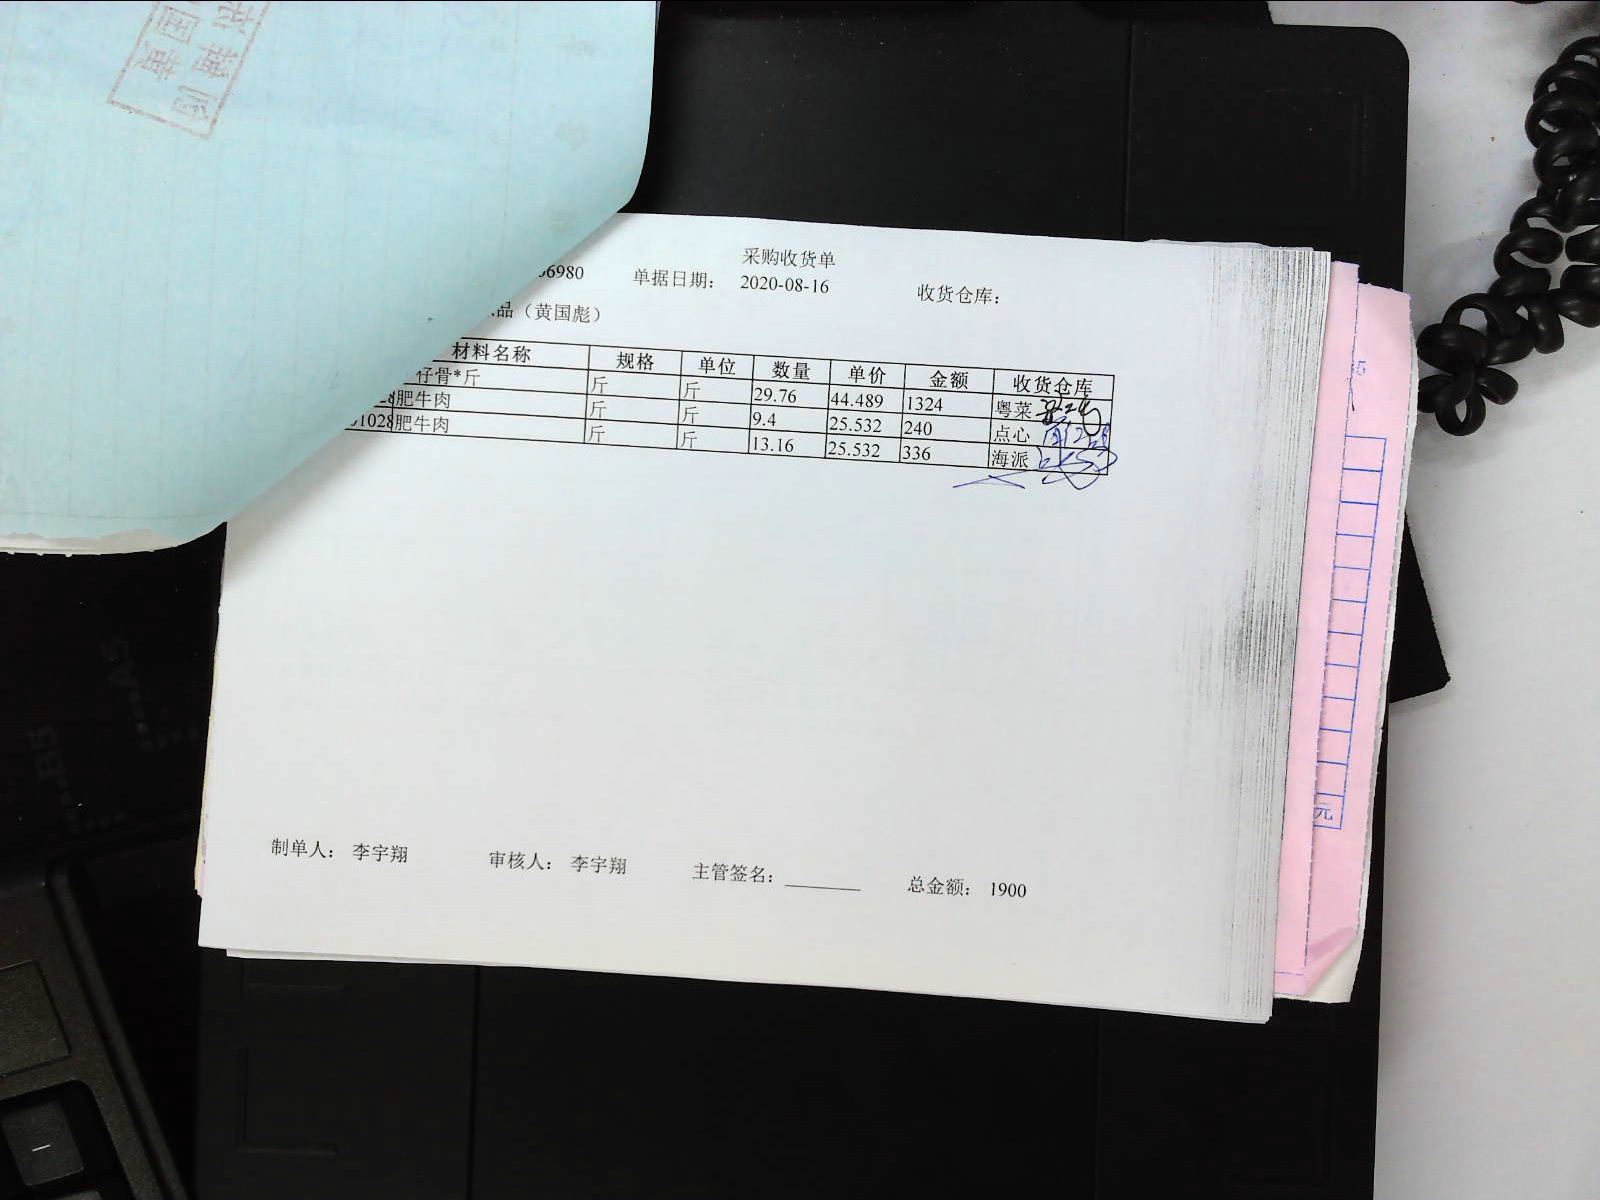 采购收货单
06980 单据日期： 2020-08-16 收货仓库：
品（黄国彪）
材料名称 规格 单位 数量 单价 金额 收货仓库
仔骨*斤 斤 斤 29.76 44.489 1324 粤菜
28肥牛肉 斤 斤 9.4 25.532 240 点心
01028肥牛肉 斤 斤 13.16 25.532 336 海派
制单人： 李宇翔 审核人： 李宇翔 主管签名： 总金额： 1900
元